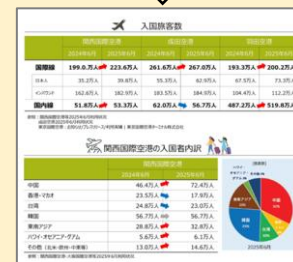 入国旅客数
関西国際空港 成田空港 羽田空港
2024年6月 2025年6月 2024年6月 2025年6月 2024年6月 2025年6月
国際線 199.0万人 223.6万人 261.6万人 267.0万人 193.3万人 200.2万人
日本人 35.2万人 39.8万人 55.3万人 62.9万人 67.5万人 73.3万人
インバウンド 162.6万人 182.9万人 183.5万人 184.0万人 104.4万人 112.2万人
国内線 51.8万人 53.3万人 62.0万人 56.7万人 487.2万人 519.8万人
関西国際空港の入国者内訳
関西国際空港
2024年6月 2025年6月
中国 46.4万人 72.4万人
香港・マカオ 23.5万人 17.9万人
台湾 24.6万人 23.0万人
韓国 56.7万人 56.7万人
東南アジア 28.8万人 32.8万人
ハワイ・オセアニア・グアム 5.6万人 6.1万人
その他（北米・欧州・中東等） 13.0万人 14.6万人